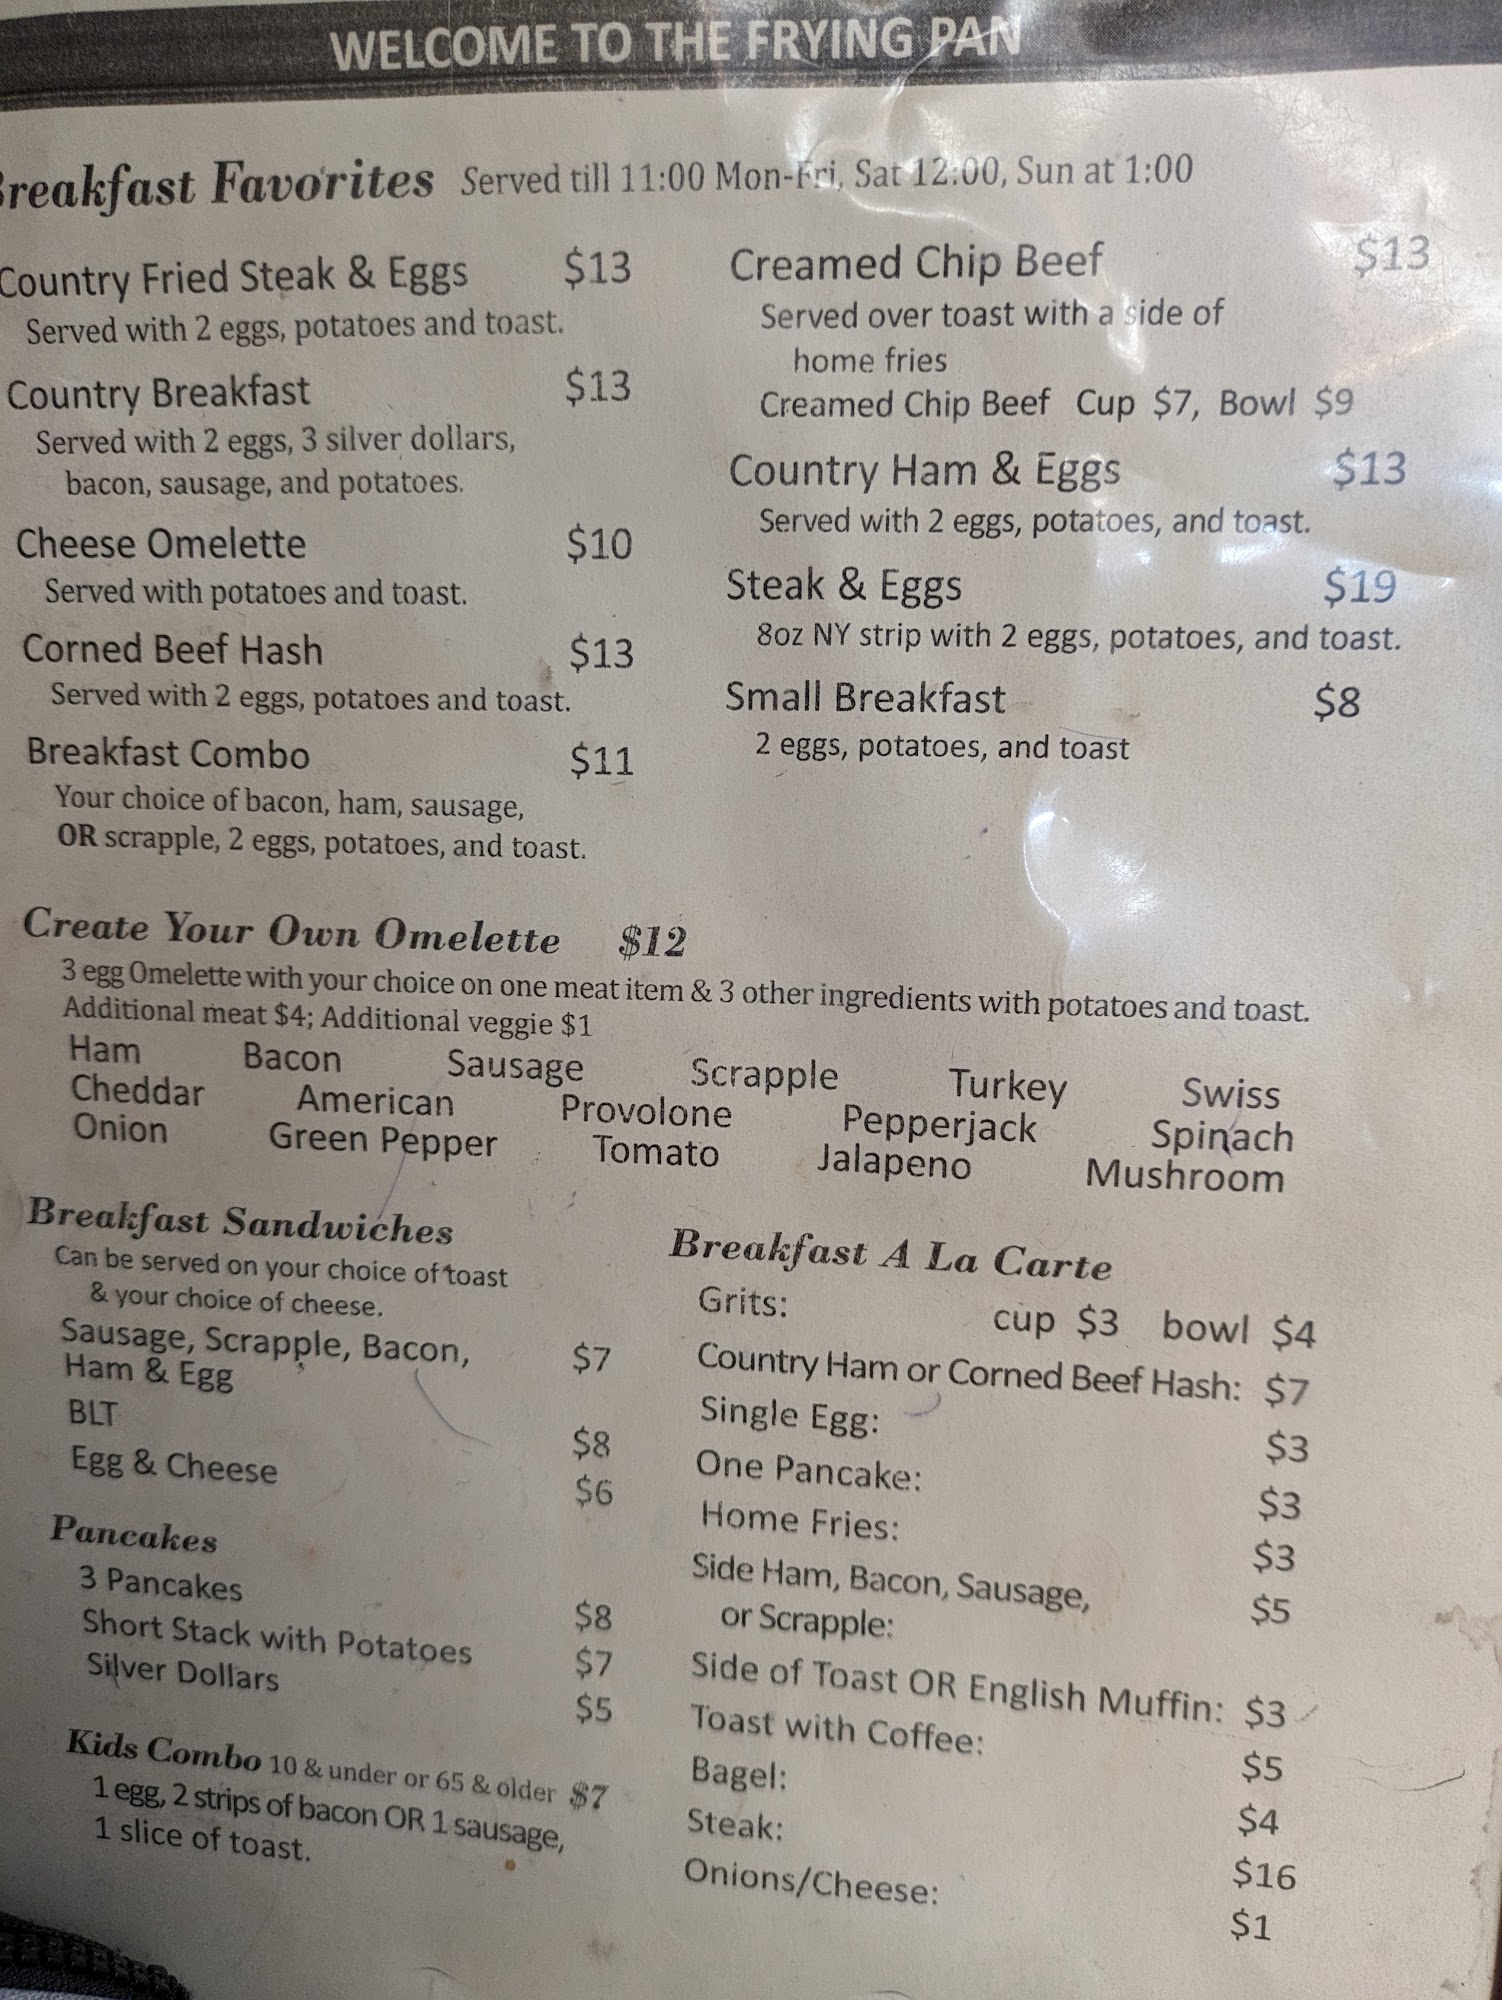 WELCOME TO THE FRYING PAN
Breakfast Favorites Served till 11:00 Mon-Fri, Sat 12:00, Sun at 1:00
Country Fried Steak & Eggs $13
Served with 2 eggs, potatoes and toast.
Country Breakfast $13
Served with 2 eggs, 3 silver dollars,
bacon, sausage, and potatoes.
Cheese Omelette $10
Served with potatoes and toast.
Corned Beef Hash $13
Served with 2 eggs, potatoes and toast.
Breakfast Combo $11
Your choice of bacon, ham, sausage,
OR scrapple, 2 eggs, potatoes, and toast.
Creamed Chip Beef $13
Served over toast with a side of
home fries
Creamed Chip Beef Cup $7, Bowl $9
Country Ham & Eggs $13
Served with 2 eggs, potatoes, and toast.
Steak & Eggs $19
8oz NY strip with 2 eggs, potatoes, and toast.
Small Breakfast $8
2 eggs, potatoes, and toast
Create Your Own Omelette $12
3 egg Omelette with your choice on one meat item & 3 other ingredients with potatoes and toast.
Additional meat $4; Additional veggie $1
Ham Bacon Sausage Scrapple Turkey Swiss
Cheddar American Provolone Pepperjack Spinach
Onion Green Pepper Tomato Jalapeno Mushroom
Breakfast Sandwiches
Can be served on your choice of toast
& your choice of cheese.
Sausage, Scrapple, Bacon, $7
Ham & Egg
BLT $8
Egg & Cheese $6
Pancakes
3 Pancakes $8
Short Stack with Potatoes $7
Silver Dollars $5
Kids Combo 10 & under or 65 & older $7
1 egg, 2 strips of bacon OR 1 sausage,
1 slice of toast.
Breakfast A La Carte
Grits: cup $3 bowl $4
Country Ham or Corned Beef Hash: $7
Single Egg: $3
One Pancake: $3
Home Fries: $3
Side Ham, Bacon, Sausage, $5
or Scrapple:
Side of Toast OR English Muffin: $3
Toast with Coffee: $5
Bagel: $4
Steak: $16
Onions/Cheese: $1